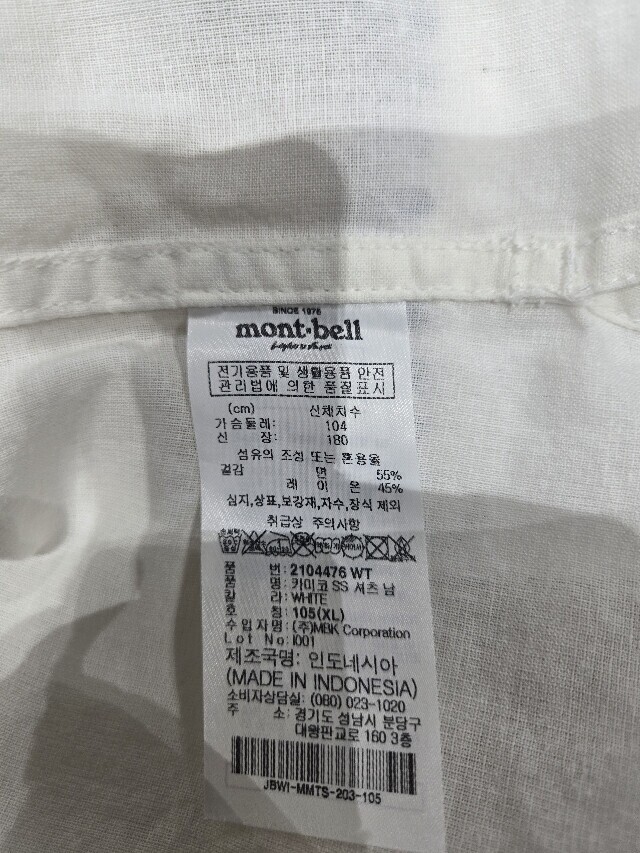 SINCE 1975
mont·bell
전기용품 및 생활용품 안전
관리법에 의한 품질표시
(cm) 신체치수
가슴둘레: 104
신 장: 180
섬유의 조성 또는 혼용율
겉감 면 55%
레 이 온 45%
심지,상표,보강재,자수,장식 제외
취급상 주의사항
품 번: 2104476 WT
품 명: 카미코 SS 셔츠 남
칼 라: WHITE
호 칭: 105(XL)
수 입 자 명: (주)MBK Corporation
Lot No: I001
제조국명: 인도네시아
(MADE IN INDONESIA)
소비자상담실: (080) 023-1020
주 소: 경기도 성남시 분당구
대왕판교로 160 3층
JBWI-MMTS-203-105